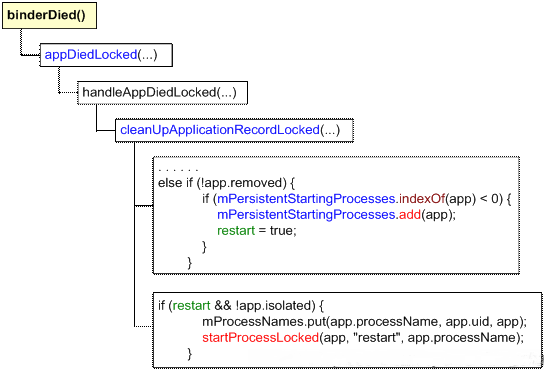 binderDied()
appDiedLocked(...)
handleAppDiedLocked(...)
cleanUpApplicationRecordLocked(...)
. . . . . .
else if (!app.removed) {
if (mPersistentStartingProcesses.indexOf(app) < 0) {
mPersistentStartingProcesses.add(app);
restart = true;
}
}
if (restart && !app.isolated) {
mProcessNames.put(app.processName, app.uid, app);
startProcessLocked(app, "restart", app.processName);
}